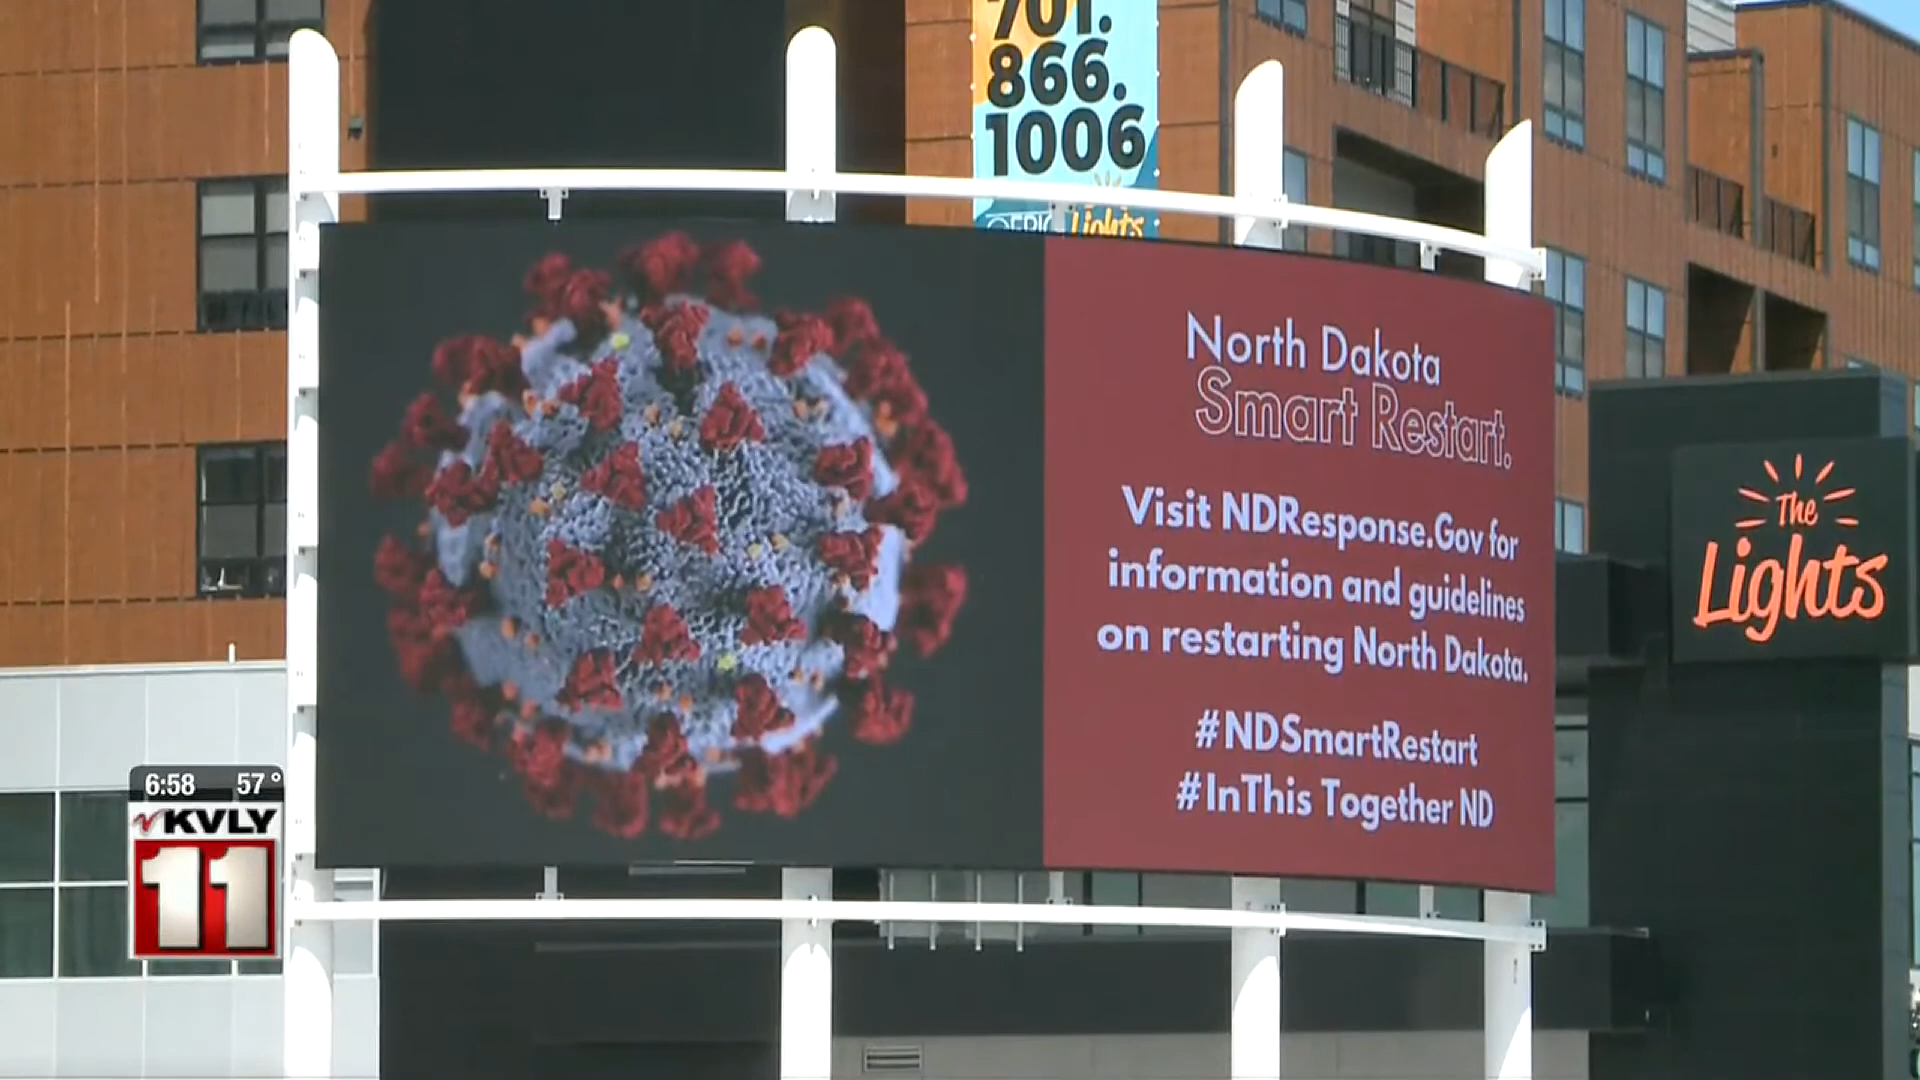 701.
866.
1006
EPIC Lights
North Dakota
Smart Restart.
Visit NDResponse.Gov for
information and guidelines
on restarting North Dakota.
#NDSmartRestart
#InThis Together ND
The
Lights
6:58 57°
KVLY
11